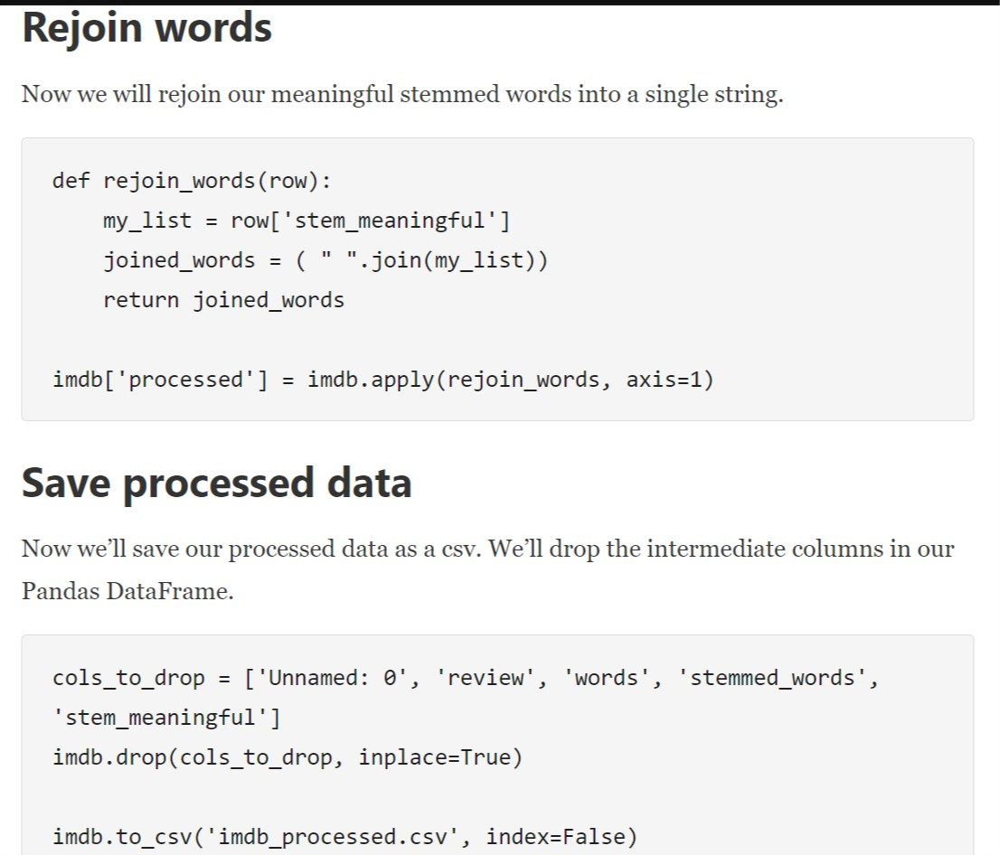 Rejoin words
Now we will rejoin our meaningful stemmed words into a single string.
def rejoin_words(row):
    my_list = row['stem_meaningful']
    joined_words = ( " ".join(my_list))
    return joined_words
imdb['processed'] = imdb.apply(rejoin_words, axis=1)
Save processed data
Now we’ll save our processed data as a csv. We’ll drop the intermediate columns in our
Pandas DataFrame.
cols_to_drop = ['Unnamed: 0', 'review', 'words', 'stemmed_words',
'stem_meaningful']
imdb.drop(cols_to_drop, inplace=True)
imdb.to_csv('imdb_processed.csv', index=False)